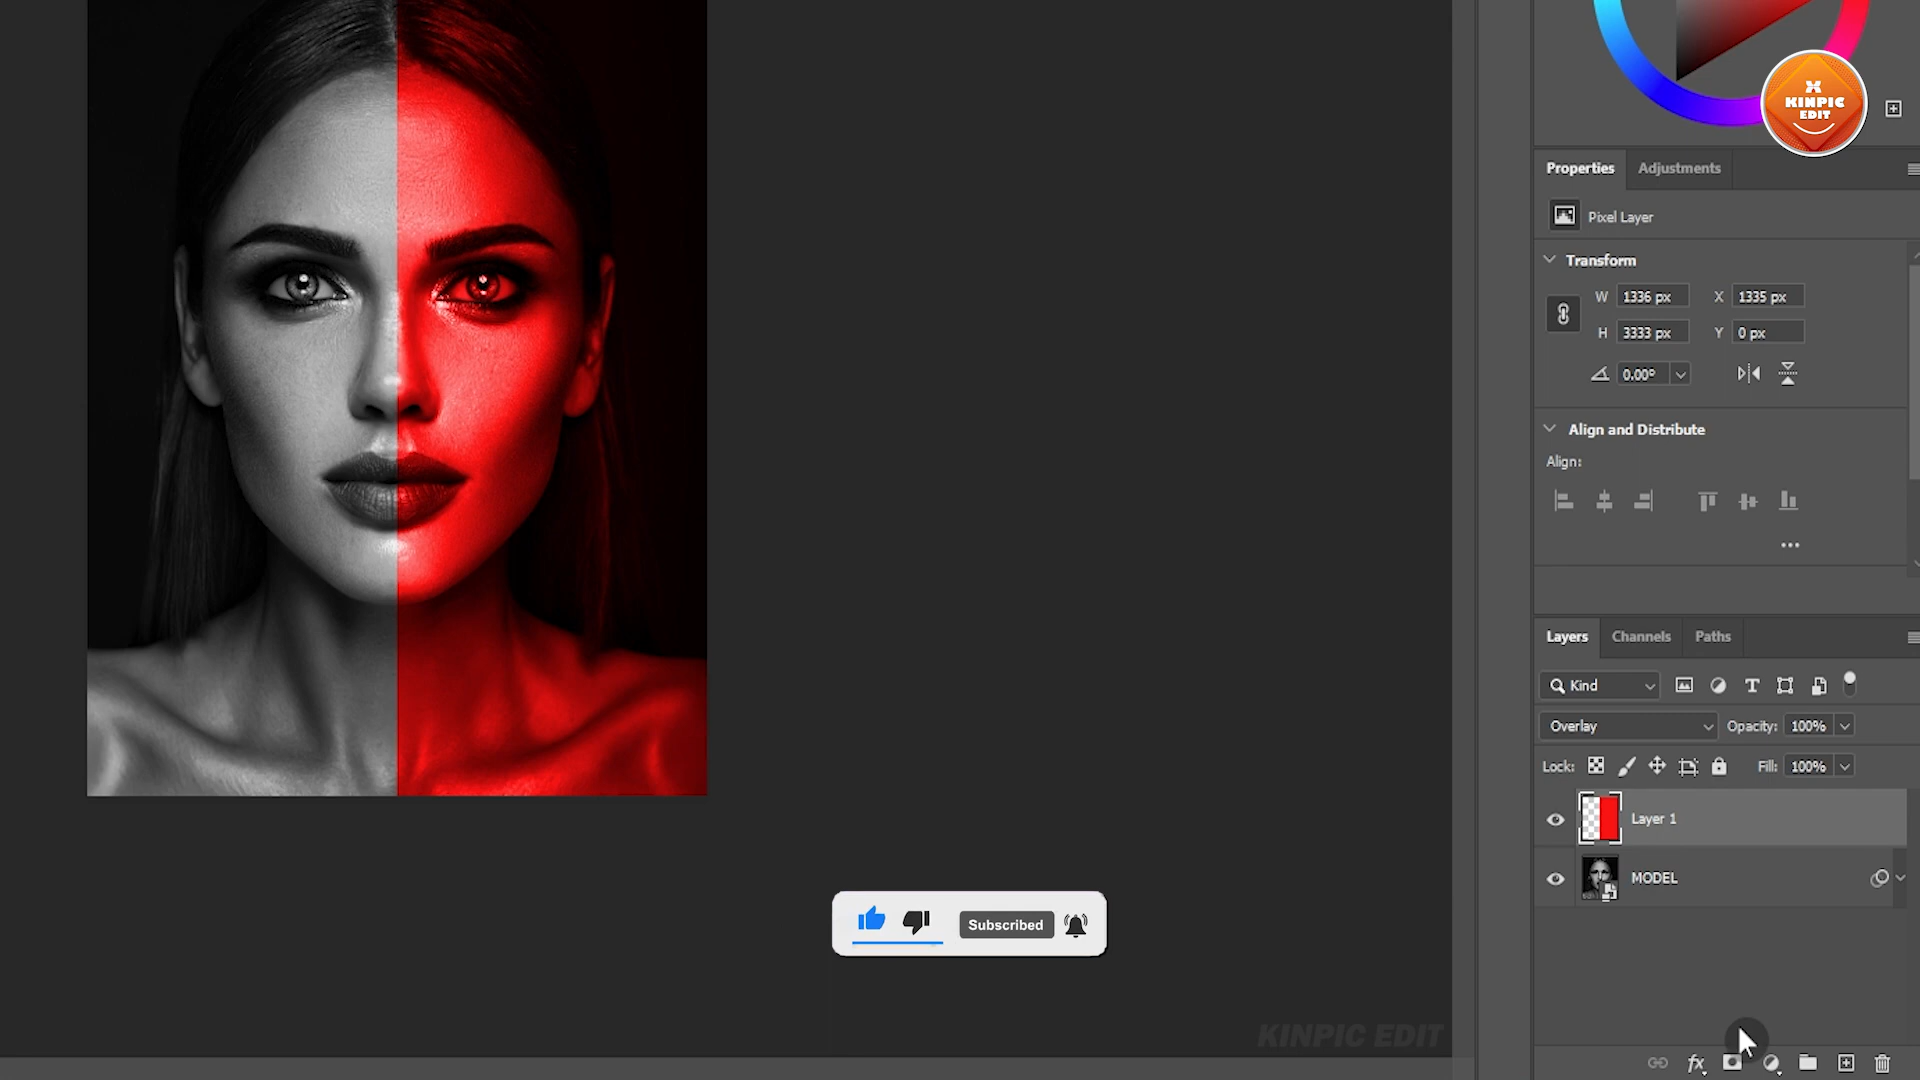 X
KINPIC
EDIT
Properties
Adjustments
Pixel Layer
Transform
W 1336 px X 1335 px
H 3333 px Y 0 px
0.00°
Align and Distribute
Align:
Layers
Channels
Paths
Kind
Overlay
Opacity: 100%
Lock:
Fill: 100%
Layer 1
MODEL
fx
Subscribed
KINPIC EDIT